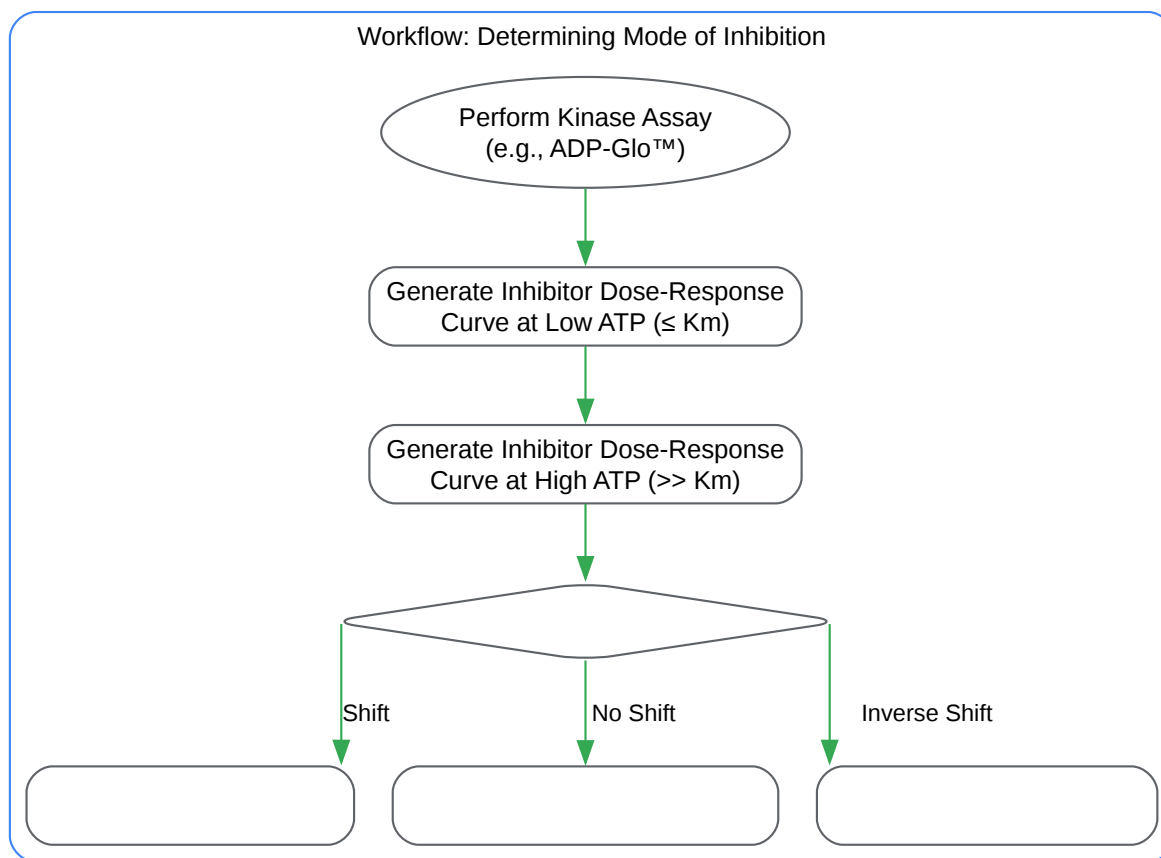 Workflow: Determining Mode of Inhibition
Perform Kinase Assay
(e.g., ADP-Glo™)
Generate Inhibitor Dose-Response
Curve at Low ATP (≤ Km)
Generate Inhibitor Dose-Response
Curve at High ATP (>> Km)
Shift
No Shift
Inverse Shift